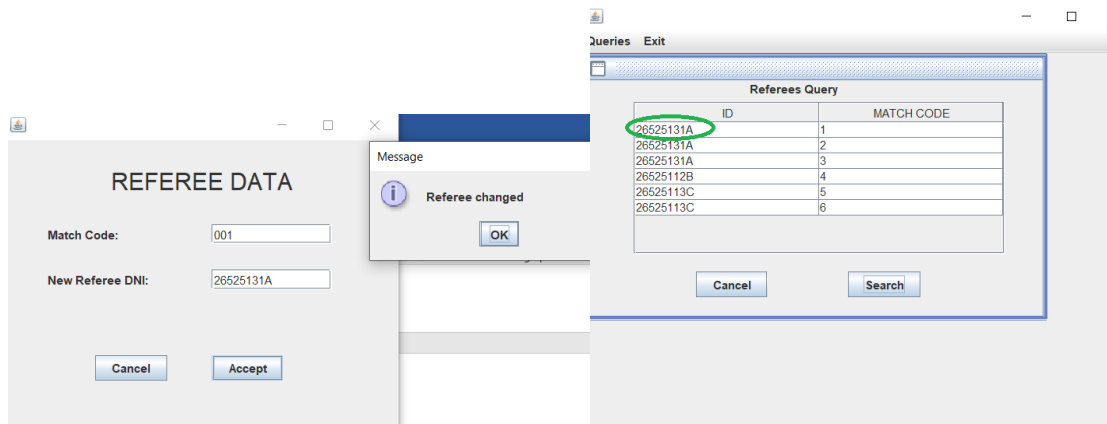 REFEREE DATA
Match Code:
001
New Referee DNI:
26525131A
Cancel
Accept
Message
Referee changed
OK
Queries Exit
Referees Query
ID MATCH CODE
26525131A 1
26525131A 2
26525131A 3
26525112B 4
26525113C 5
26525113C 6
Cancel
Search